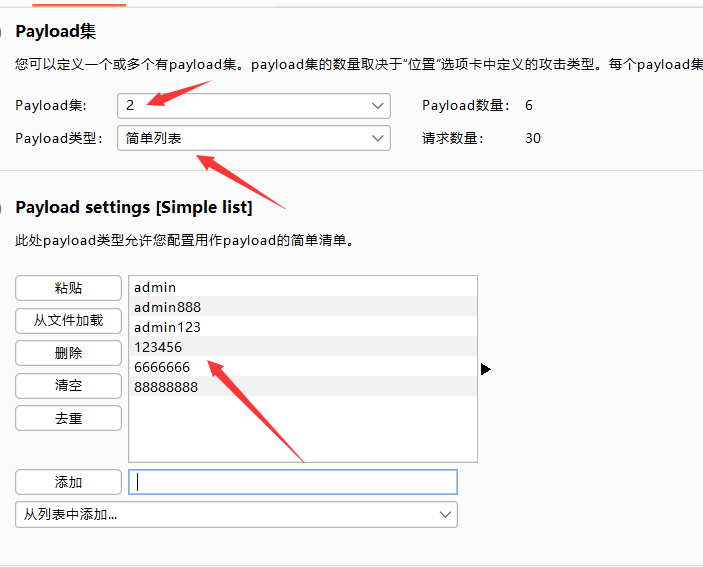 Payload集
您可以定义一个或多个有payload集。payload集的数量取决于“位置”选项卡中定义的攻击类型。每个payload集
Payload集: 2 Payload数量: 6
Payload类型: 简单列表 请求数量: 30
Payload settings [Simple list]
此处payload类型允许您配置用作payload的简单清单。
粘贴
从文件加载
删除
清空
去重
admin
admin888
admin123
123456
6666666
88888888
添加
从列表中添加...